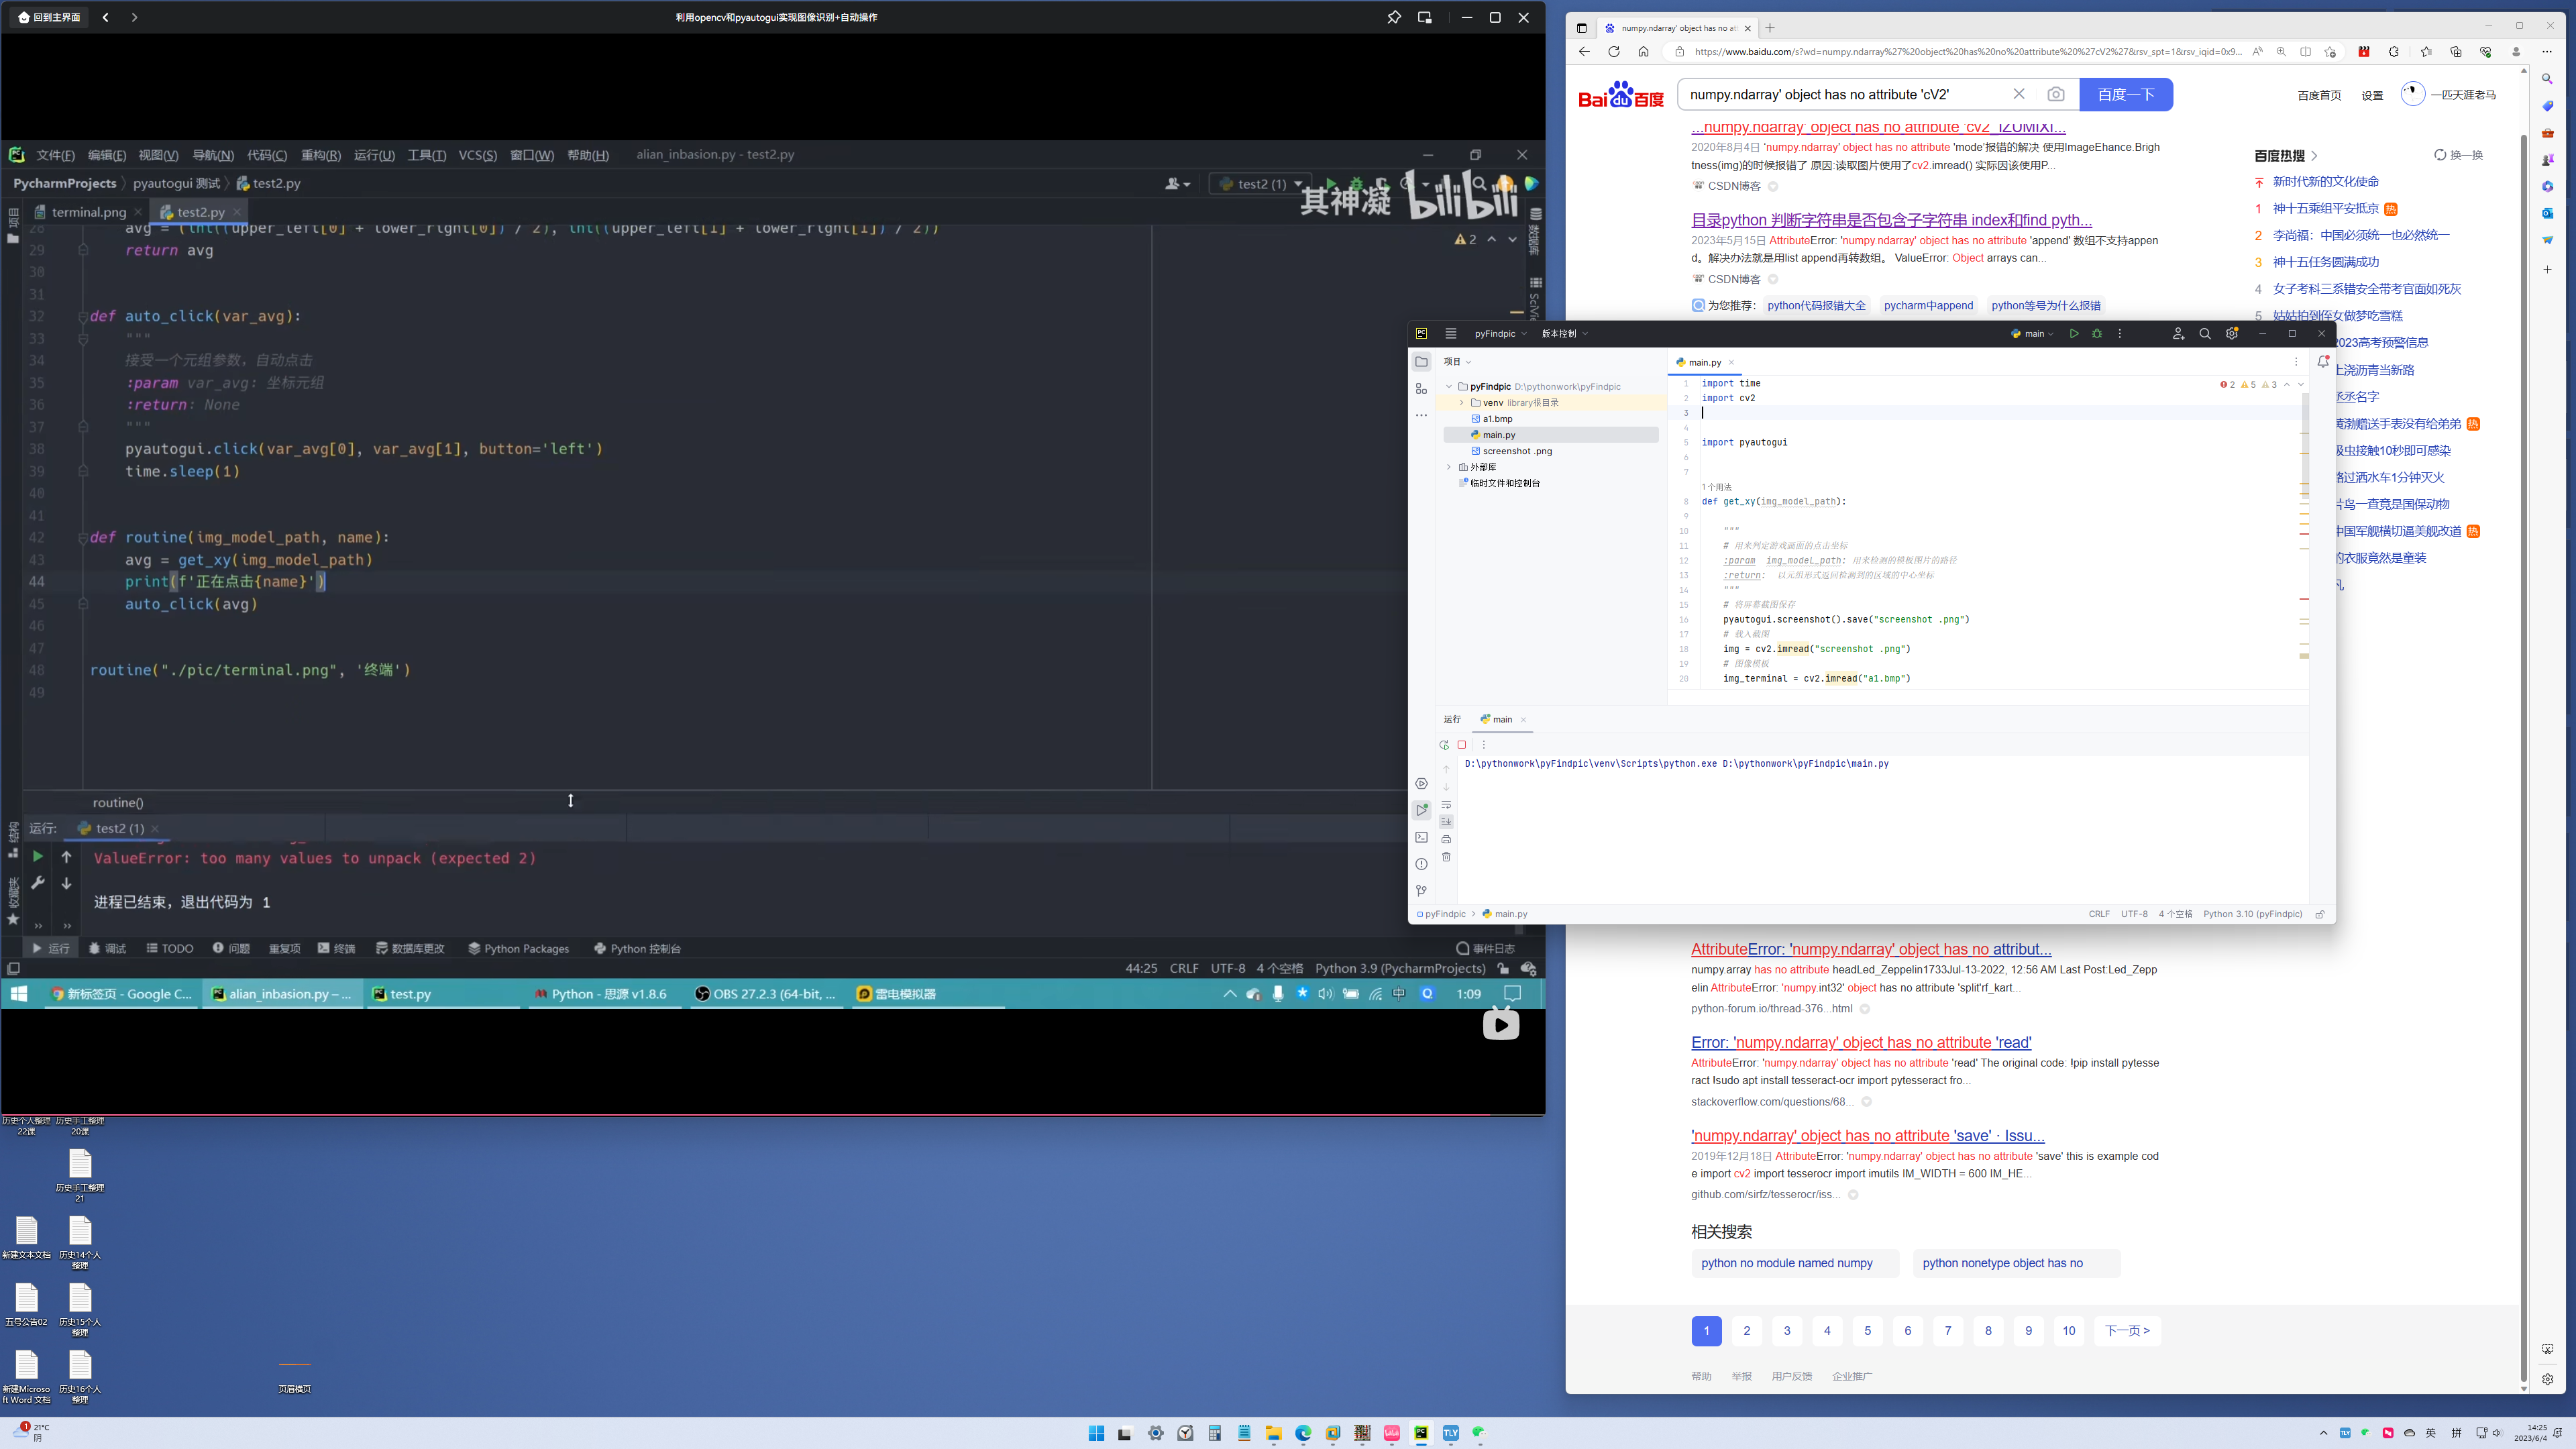 回到主界面
利用opencv和pyautogui实现图像识别+自动操作
文件(F) 编辑(E) 视图(V) 导航(N) 代码(C) 重构(R) 运行(U) 工具(T) VCS(S) 窗口(W) 帮助(H) alian_inbasion.py - test2.py
PycharmProjects pyautogui 测试 test2.py
test2 (1)
其神凝 bilibili
terminal.png test2.py
28 avg = (int((upper_left[0] + lower_right[0]) / 2), int((upper_left[1] + lower_right[1]) / 2))
29 return avg
30
31
32 def auto_click(var_avg):
33 """
34 接受一个元组参数，自动点击
35 :param var_avg: 坐标元组
36 :return: None
37 """
38 pyautogui.click(var_avg[0], var_avg[1], button='left')
39 time.sleep(1)
40
41
42 def routine(img_model_path, name):
43 avg = get_xy(img_model_path)
44 print(f'正在点击{name}')
45 auto_click(avg)
46
47
48 routine("./pic/terminal.png", '终端')
49
2
项目
数据库
结构
收藏夹
routine()
运行: test2 (1)
ValueError: too many values to unpack (expected 2)
进程已结束，退出代码为 1
运行 调试 TODO 问题 重复项 终端 数据库更改 Python Packages Python 控制台 事件日志
44:25 CRLF UTF-8 4 个空格 Python 3.9 (PycharmProjects)
新标签页 - Google C... alian_inbasion.py – ... test.py Python - 思源 v1.8.6 OBS 27.2.3 (64-bit, ... 雷电模拟器 中 1:09
历史个人整理22课
历史手工整理20课
历史手工整理21
新建文本文档
历史14个人整理
五号公告02
历史15个人整理
新建Microsoft Word 文档
历史16个人整理
页眉横页
numpy.ndarray' object has no at
https://www.baidu.com/s?wd=numpy.ndarray%27%20object%20has%20no%20attribute%20%27cV2%27&rsv_spt=1&rsv_iqid=0x9...
Bai百度
numpy.ndarray' object has no attribute 'cV2'
百度一下
百度首页 设置 一匹天涯老马
...numpy.ndarray' object has no attribute 'cv2'_IZUMIXI...
2020年8月4日 'numpy.ndarray' object has no attribute 'mode'报错的解决 使用ImageEhance.Brigh
tness(img)的时候报错了 原因:读取图片使用了cv2.imread() 实际因该使用P...
CSDN博客
目录python 判断字符串是否包含子字符串 index和find pyth...
2023年5月15日 AttributeError: 'numpy.ndarray' object has no attribute 'append' 数组不支持appen
d。解决办法就是用list append再转数组。 ValueError: Object arrays can...
CSDN博客
为您推荐： python代码报错大全 pycharm中append python等号为什么报错
百度热搜
换一换
新时代新的文化使命
1 神十五乘组平安抵京 热
2 李尚福：中国必须统一也必然统一
3 神十五任务圆满成功
4 女子考科三系错安全带考官面如死灰
5 姑姑拍到侄女做梦吃雪糕
2023高考预警信息
上浇沥青当新路
丞丞名字
黄渤赠送手表没有给弟弟 热
吸虫接触10秒即可感染
路过洒水车1分钟灭火
片鸟一查竟是国保动物
中国军舰横切逼美舰改道 热
的衣服竟然是童装
pyFindpic 版本控制
main
项目
pyFindpic D:\pythonwork\pyFindpic
venv library根目录
a1.bmp
main.py
screenshot .png
外部库
临时文件和控制台
main.py
2 5 3
1 import time
2 import cv2
3
4
5 import pyautogui
6
7
1 个用法
8 def get_xy(img_model_path):
9
10 """
11 # 用来判定游戏画面的点击坐标
12 :param img_model_path: 用来检测的模板图片的路径
13 :return: 以元组形式返回检测到的区域的中心坐标
14 """
15 # 将屏幕截图保存
16 pyautogui.screenshot().save("screenshot .png")
17 # 载入截图
18 img = cv2.imread("screenshot .png")
19 # 图像模板
20 img_terminal = cv2.imread("a1.bmp")
运行 main
D:\pythonwork\pyFindpic\venv\Scripts\python.exe D:\pythonwork\pyFindpic\main.py
pyFindpic main.py
CRLF UTF-8 4 个空格 Python 3.10 (pyFindpic)
AttributeError: 'numpy.ndarray' object has no attribut...
numpy.array has no attribute headLed_Zeppelin1733Jul-13-2022, 12:56 AM Last Post:Led_Zepp
elin AttributeError: 'numpy.int32' object has no attribute 'split'rf_kart...
python-forum.io/thread-376...html
Error: 'numpy.ndarray' object has no attribute 'read'
AttributeError: 'numpy.ndarray' object has no attribute 'read' The original code: !pip install pytesse
ract !sudo apt install tesseract-ocr import pytesseract fro...
stackoverflow.com/questions/68...
'numpy.ndarray' object has no attribute 'save' · Issu...
2019年12月18日 AttributeError: 'numpy.ndarray' object has no attribute 'save' this is example cod
e import cv2 import tesserocr import imutils IM_WIDTH = 600 IM_HE...
github.com/sirfz/tesserocr/iss...
相关搜索
python no module named numpy
python nonetype object has no
1 2 3 4 5 6 7 8 9 10 下一页 >
帮助 举报 用户反馈 企业推广
1 21°C
阴
TLY
英 拼 14:25
2023/6/4